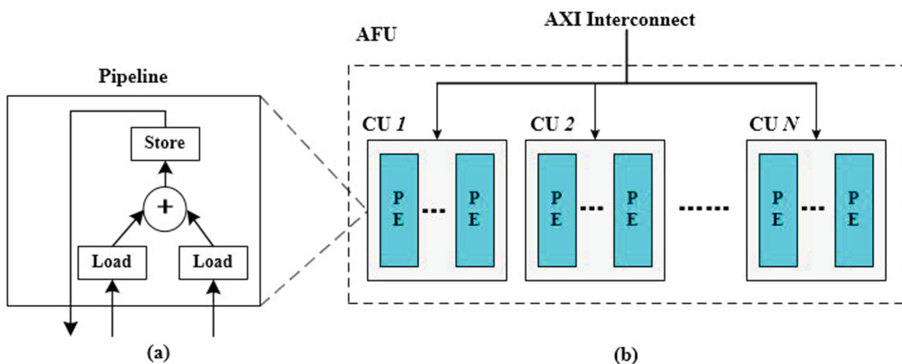 AXI Interconnect
AFU
Pipeline
CU 1
CU 2
CU N
Store
+
Load
Load
P E
P E
P E
P E
P E
P E
(a)
(b)